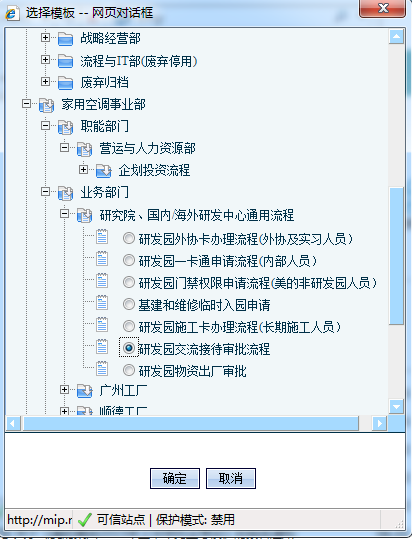 选择模板 -- 网页对话框
战略经营部
流程与IT部(废弃停用)
废弃归档
家用空调事业部
职能部门
营运与人力资源部
企划投资流程
业务部门
研究院、国内/海外研发中心通用流程
研发园外协卡办理流程(外协及实习人员)
研发园一卡通申请流程(内部人员)
研发园门禁权限申请流程(美的非研发园人员)
基建和维修临时入园申请
研发园施工卡办理流程(长期施工人员)
研发园交流接待审批流程
研发园物资出厂审批
广州工厂
顺德工厂
确定 取消
http://mip.r 可信站点 | 保护模式: 禁用